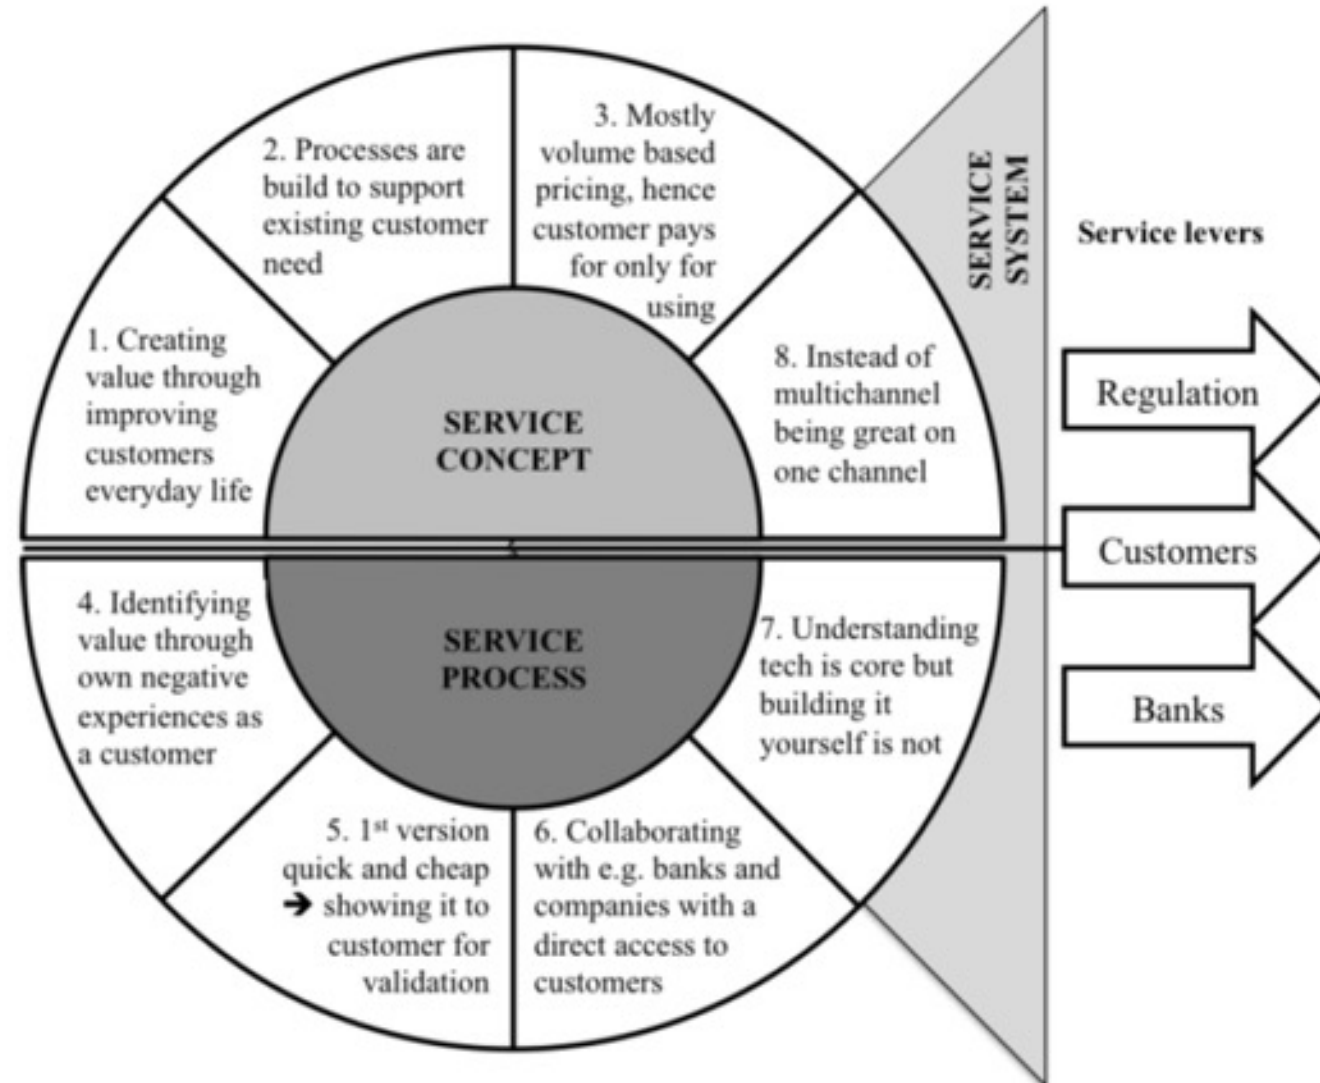 1. Creating
value through
improving
customers
everyday life
2. Processes are
build to support
existing customer
need
3. Mostly
volume based
pricing, hence
customer pays
for only for
using
8. Instead of
multichannel
being great on
one channel
SERVICE
CONCEPT
SERVICE
PROCESS
4. Identifying
value through
own negative
experiences as
a customer
5. 1st version
quick and cheap
➔ showing it to
customer for
validation
6. Collaborating
with e.g. banks and
companies with a
direct access to
customers
7. Understanding
tech is core but
building it
yourself is not
SERVICE
SYSTEM
Service levers
Regulation
Customers
Banks